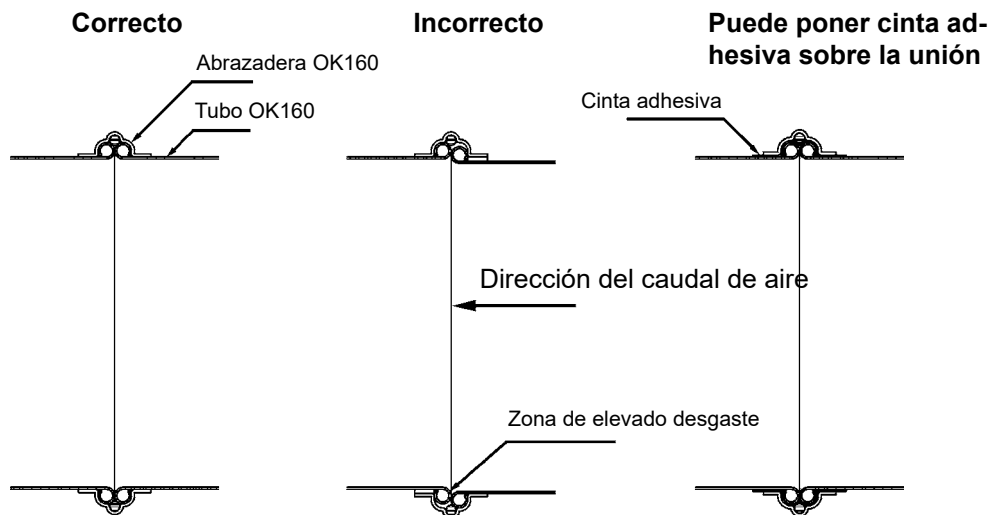 Correcto
Incorrecto
Puede poner cinta ad-
hesiva sobre la unión
Abrazadera OK160
Tubo OK160
Cinta adhesiva
Dirección del caudal de aire
Zona de elevado desgaste